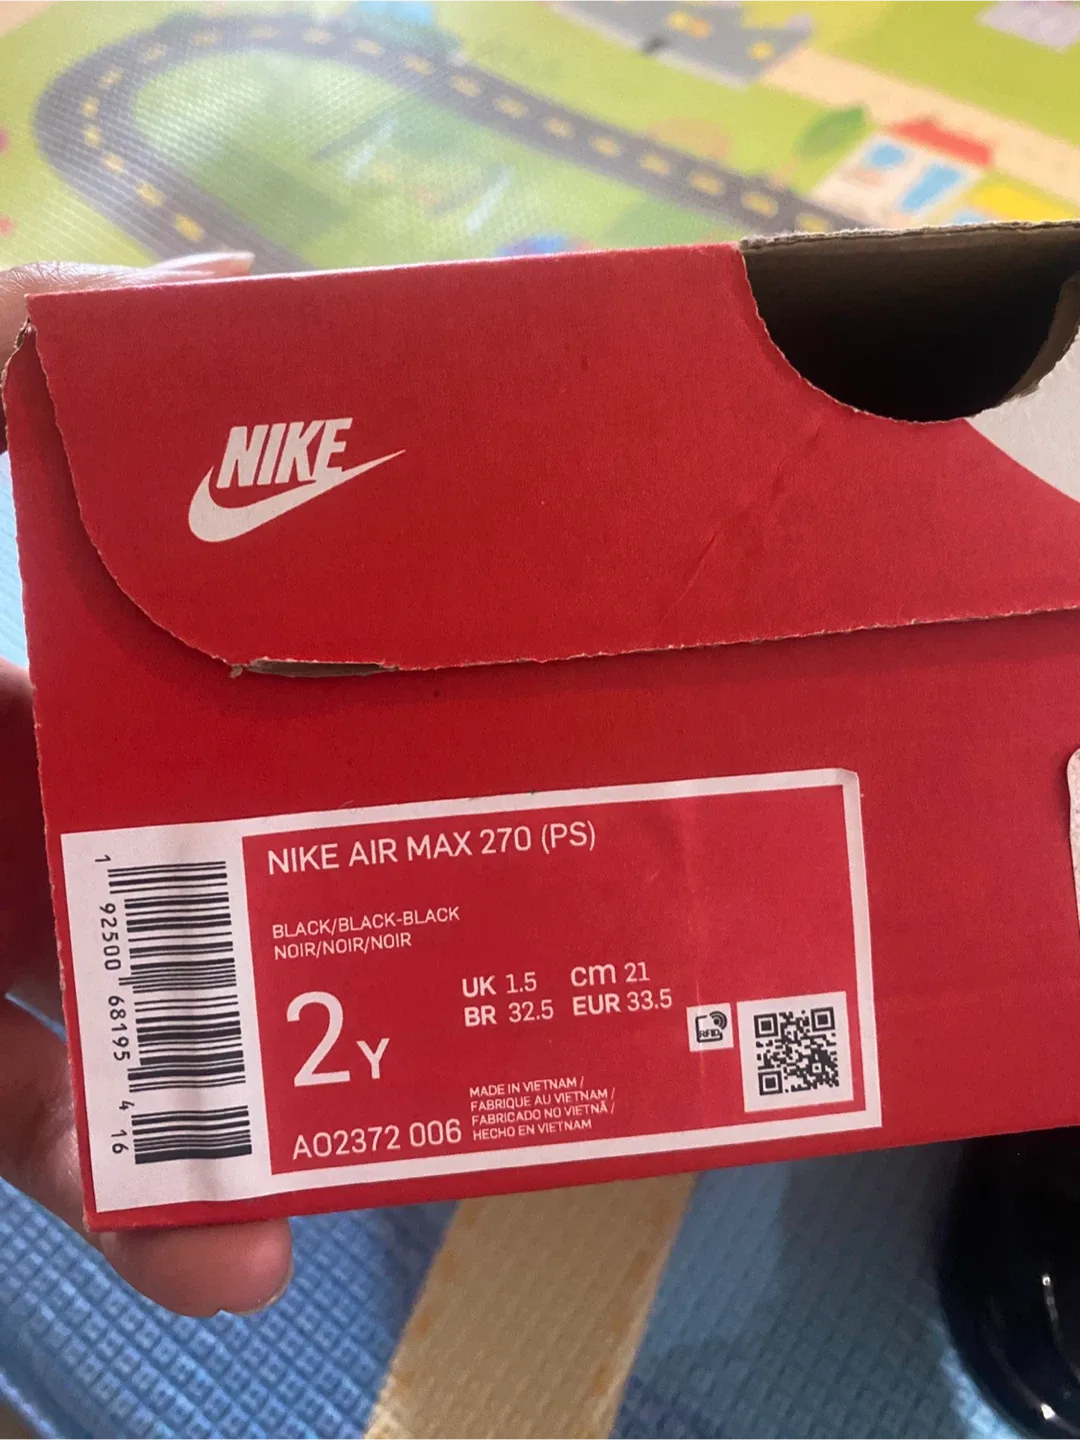 NIKE
NIKE AIR MAX 270 (PS)
BLACK/BLACK-BLACK
NOIR/NOIR/NOIR
UK 1.5 cm 21
BR 32.5 EUR 33.5
2Y
RFID
MADE IN VIETNAM /
FABRIQUE AU VIETNAM /
FABRICADO NO VIETNÃ /
HECHO EN VIETNAM
AO2372 006
1 92500 68195 4 16